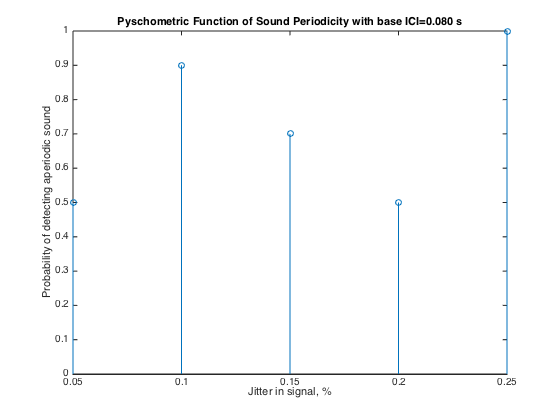 Pyschometric Function of Sound Periodicity with base ICI=0.080 s
Probability of detecting aperiodic sound
1
0.9
0.8
0.7
0.6
0.5
0.4
0.3
0.2
0.1
0
0.05 0.1 0.15 0.2 0.25
Jitter in signal, %